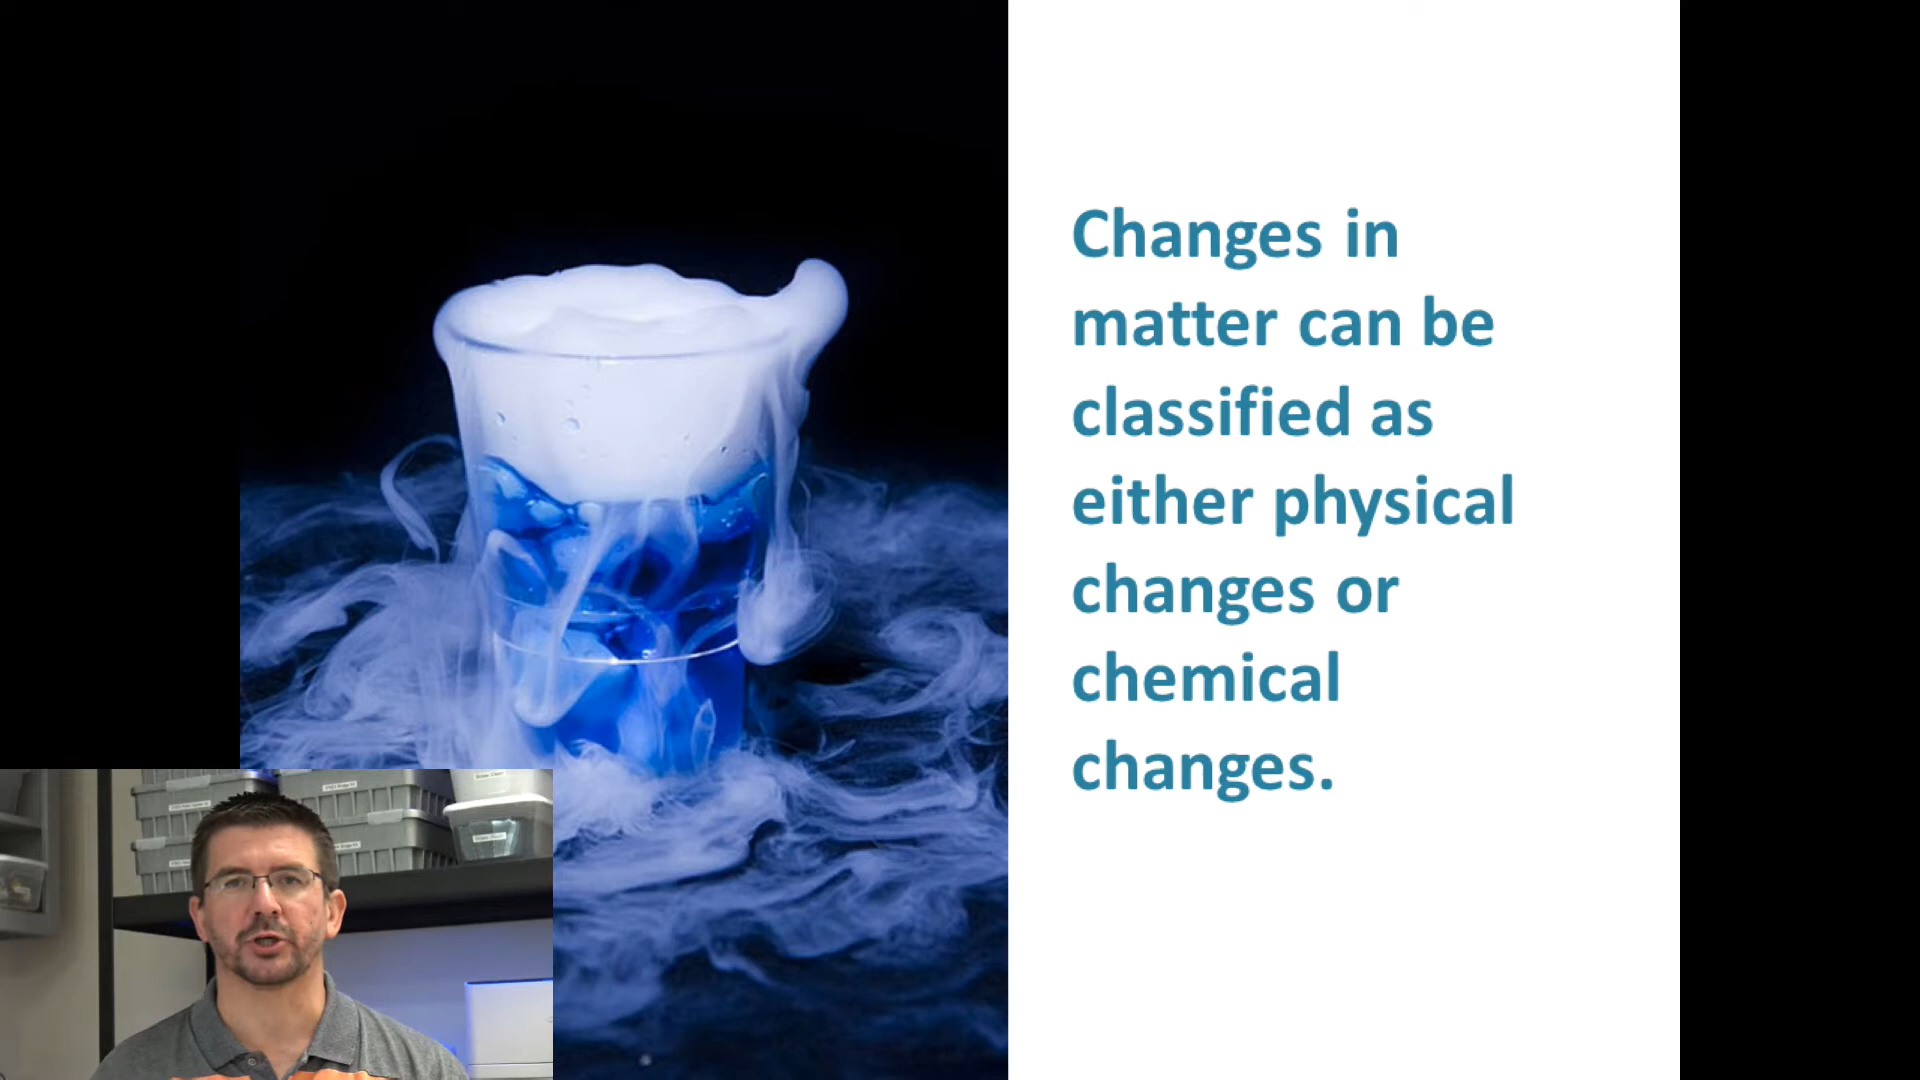 Changes in
matter can be
classified as
either physical
changes or
chemical
changes.